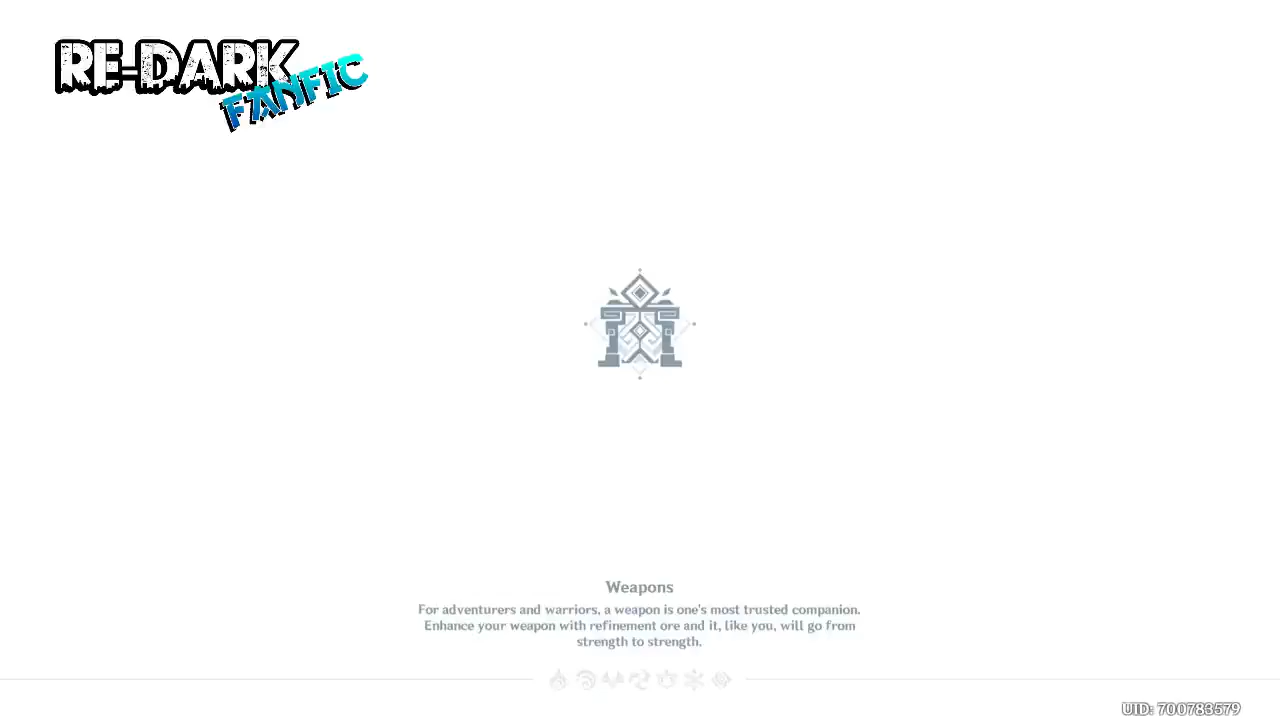 RE-DARK
FANFIC
Weapons
For adventurers and warriors, a weapon is one's most trusted companion.
Enhance your weapon with refinement ore and it, like you, will go from
strength to strength.
UID: 700783579